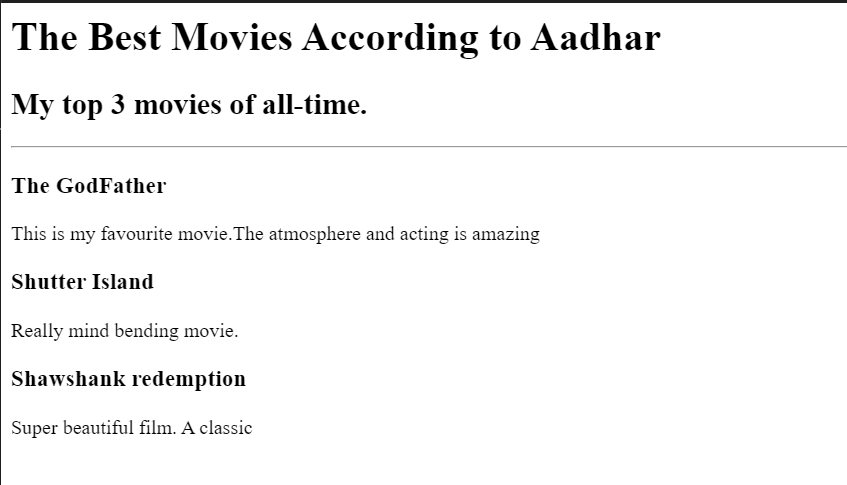 The Best Movies According to Aadhar
My top 3 movies of all-time.
The GodFather
This is my favourite movie.The atmosphere and acting is amazing
Shutter Island
Really mind bending movie.
Shawshank redemption
Super beautiful film. A classic